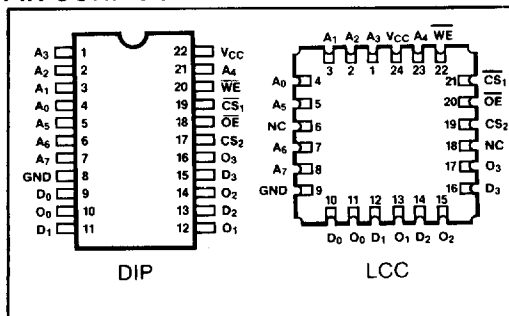 A3 1 22 VCC
A2 2 21 A4
A1 3 20 WE
A0 4 19 CS1
A5 5 18 OE
A6 6 17 CS2
A7 7 16 O3
GND 8 15 D3
D0 9 14 O2
O0 10 13 D2
D1 11 12 O1
DIP
A1 A2 A3 VCC A4 WE
3 2 1 24 23 22
A0 4 21 CS1
A5 5 20 OE
NC 6 19 CS2
A6 7 18 NC
A7 8 17 O3
GND 9 16 D3
10 11 12 13 14 15
D0 O0 D1 O1 D2 O2
LCC